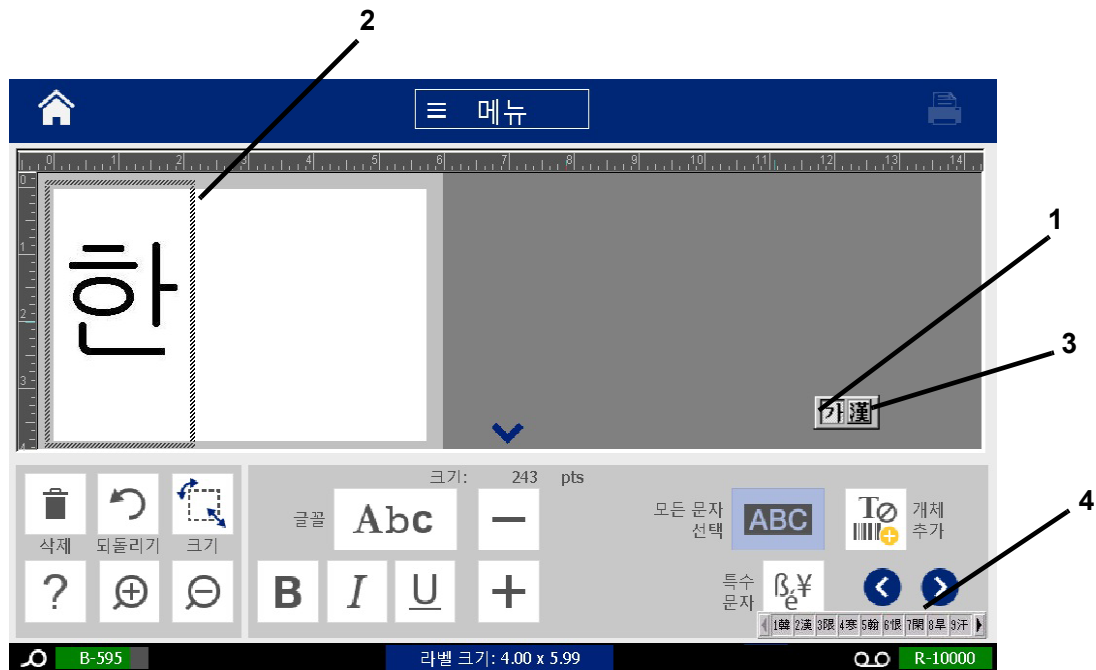 2
메뉴
0 1 2 3 4 5 6 7 8 9 10 11 12 13 14
0
1
2
3
4
한
1
가 漢
3
크기: 243 pts
글꼴 Abc
모든 문자
선택 ABC
개체
추가
4
삭제 되돌리기 크기
? B I U
특수
문자 ßé¥
1韓 2漢 3限 4寒 5翰 6恨 7閑 8旱 9汗
B-595 라벨 크기: 4.00 x 5.99 R-10000